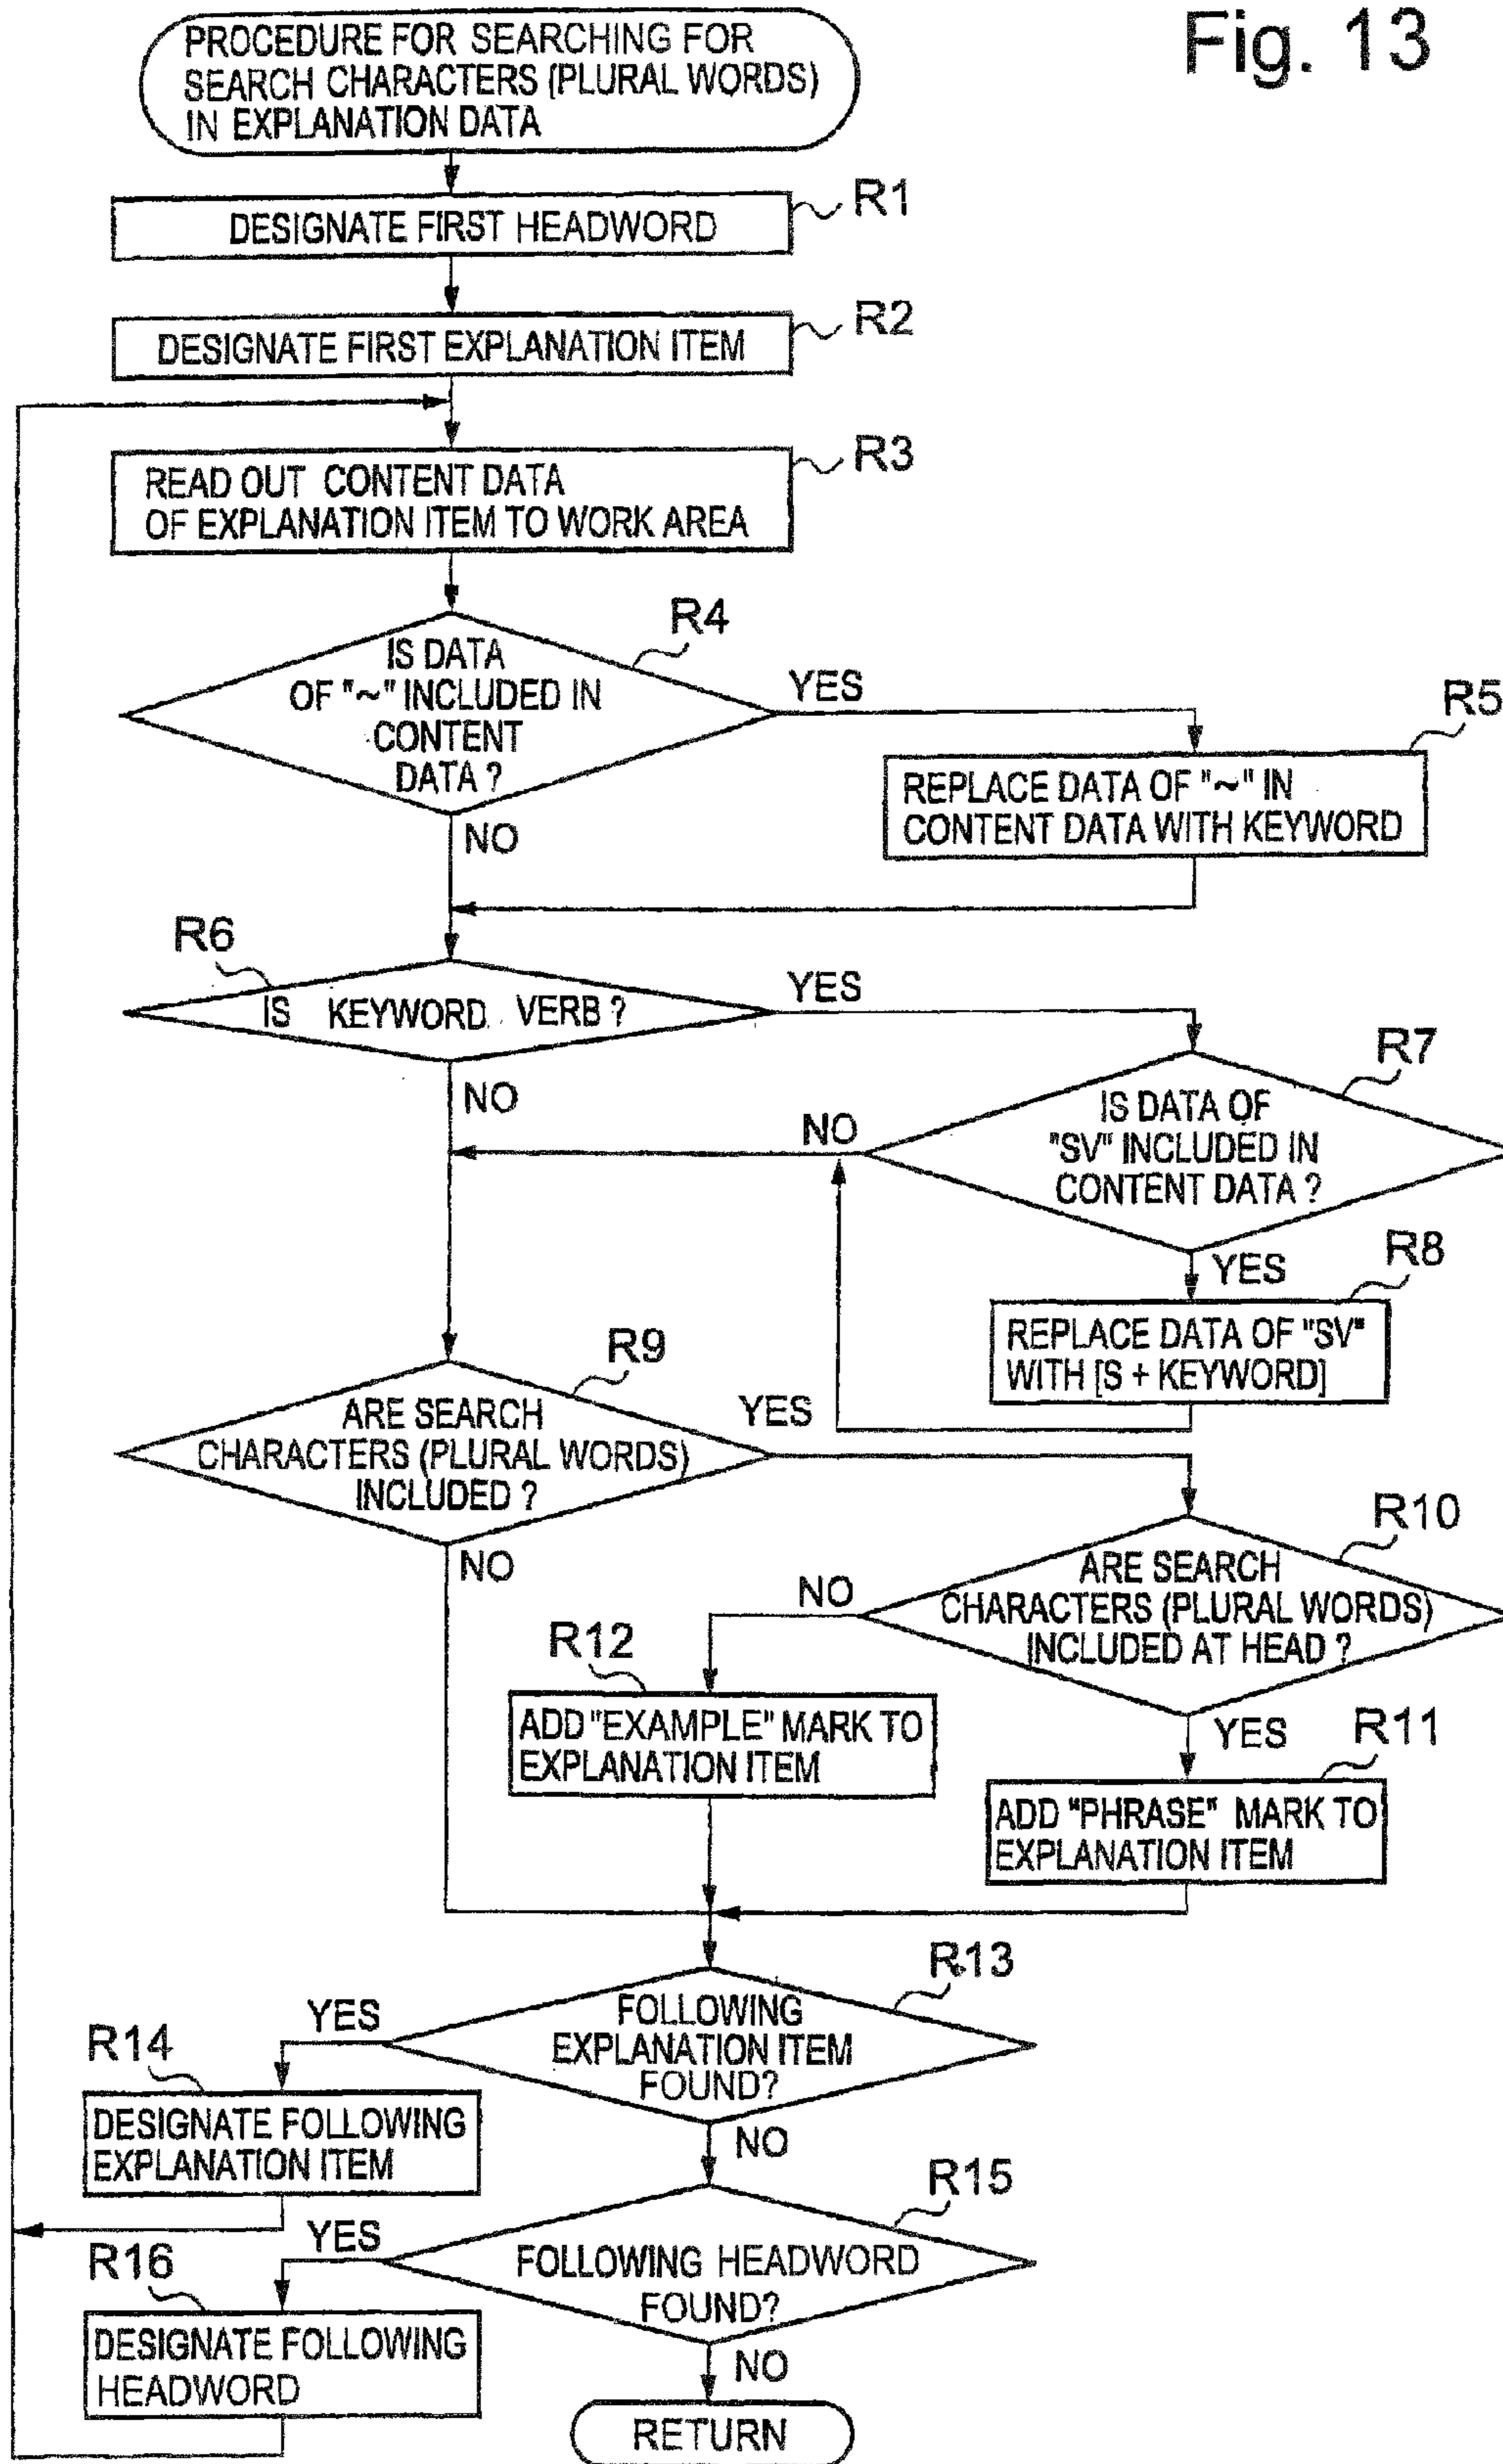 Fig. 13
PROCEDURE FOR SEARCHING FOR
SEARCH CHARACTERS (PLURAL WORDS)
IN EXPLANATION DATA
R1
DESIGNATE FIRST HEADWORD
R2
DESIGNATE FIRST EXPLANATION ITEM
R3
READ OUT CONTENT DATA
OF EXPLANATION ITEM TO WORK AREA
R4
IS DATA
OF "~" INCLUDED IN
CONTENT
DATA ?
YES
NO
R5
REPLACE DATA OF "~" IN
CONTENT DATA WITH KEYWORD
R6
IS KEYWORD VERB ?
YES
NO
R7
IS DATA OF
"SV" INCLUDED IN
CONTENT DATA ?
NO
YES
R8
REPLACE DATA OF "SV"
WITH [S + KEYWORD]
R9
ARE SEARCH
CHARACTERS (PLURAL WORDS)
INCLUDED ?
YES
NO
R10
ARE SEARCH
CHARACTERS (PLURAL WORDS)
INCLUDED AT HEAD ?
NO
YES
R12
ADD "EXAMPLE" MARK TO
EXPLANATION ITEM
R11
ADD "PHRASE" MARK TO
EXPLANATION ITEM
R13
FOLLOWING
EXPLANATION ITEM
FOUND?
YES
NO
R14
DESIGNATE FOLLOWING
EXPLANATION ITEM
R15
FOLLOWING HEADWORD
FOUND?
YES
NO
R16
DESIGNATE FOLLOWING
HEADWORD
RETURN